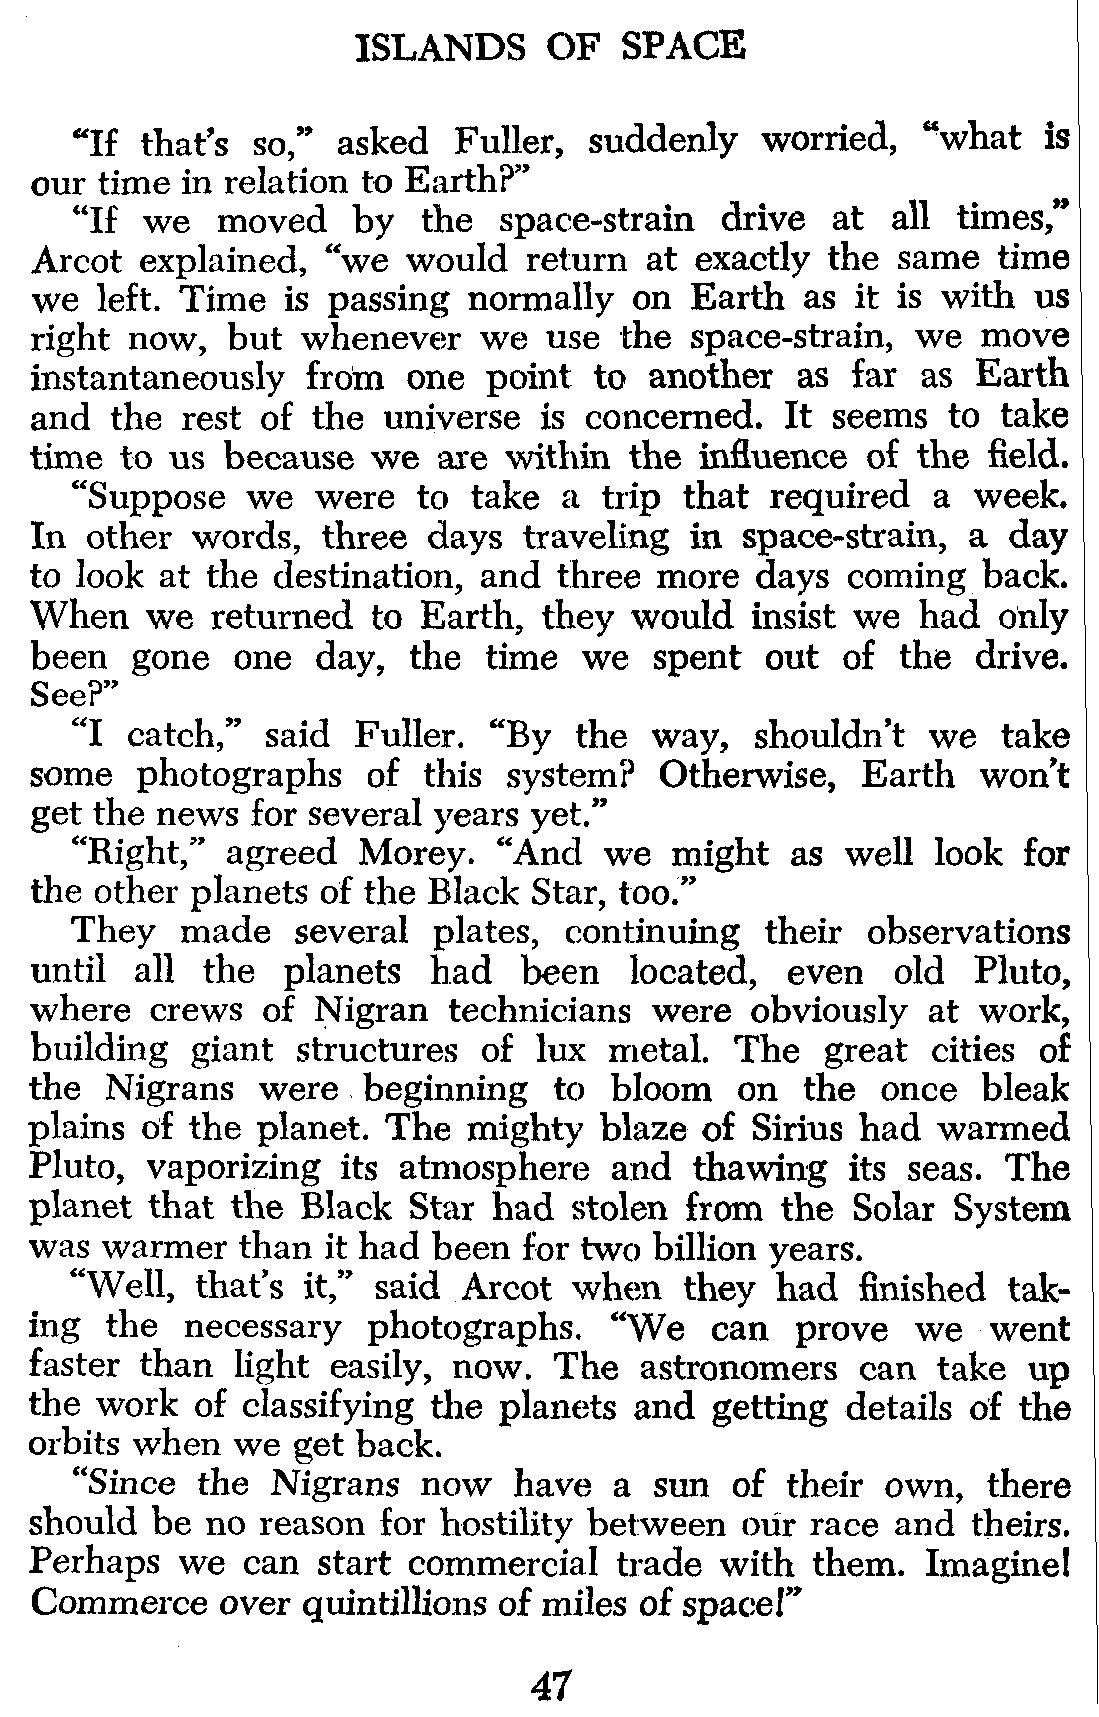 ISLANDS OF SPACE
“If that’s so,” asked Fuller, suddenly worried, “what is
our time in relation to Earth?”
“If we moved by the space-strain drive at all times,”
Arcot explained, “we would return at exactly the same time
we left. Time is passing normally on Earth as it is with us
right now, but whenever we use the space-strain, we move
instantaneously from one point to another as far as Earth
and the rest of the universe is concerned. It seems to take
time to us because we are within the influence of the field.
“Suppose we were to take a trip that required a week.
In other words, three days traveling in space-strain, a day
to look at the destination, and three more days coming back.
When we returned to Earth, they would insist we had only
been gone one day, the time we spent out of the drive.
See?”
“I catch,” said Fuller. “By the way, shouldn’t we take
some photographs of this system? Otherwise, Earth won’t
get the news for several years yet.”
“Right,” agreed Morey. “And we might as well look for
the other planets of the Black Star, too.”
They made several plates, continuing their observations
until all the planets had been located, even old Pluto,
where crews of Nigran technicians were obviously at work,
building giant structures of lux metal. The great cities of
the Nigrans were beginning to bloom on the once bleak
plains of the planet. The mighty blaze of Sirius had warmed
Pluto, vaporizing its atmosphere and thawing its seas. The
planet that the Black Star had stolen from the Solar System
was warmer than it had been for two billion years.
“Well, that’s it,” said Arcot when they had finished tak-
ing the necessary photographs. “We can prove we went
faster than light easily, now. The astronomers can take up
the work of classifying the planets and getting details of the
orbits when we get back.
“Since the Nigrans now have a sun of their own, there
should be no reason for hostility between our race and theirs.
Perhaps we can start commercial trade with them. Imagine!
Commerce over quintillions of miles of space!”
47